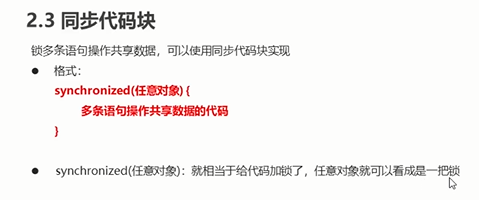 2.3 同步代码块
锁多条语句操作共享数据，可以使用同步代码块实现
● 格式：
synchronized(任意对象) {
多条语句操作共享数据的代码
}
● synchronized(任意对象)：就相当于给代码加锁了，任意对象就可以看成是一把锁